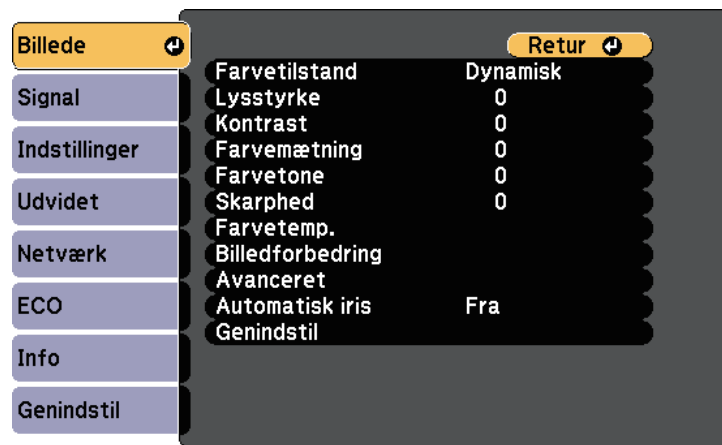 Billede
Signal
Indstillinger
Udvidet
Netværk
ECO
Info
Genindstil
Retur
Farvetilstand Dynamisk
Lysstyrke 0
Kontrast 0
Farvemætning 0
Farvetone 0
Skarphed 0
Farvetemp.
Billedforbedring
Avanceret
Automatisk iris Fra
Genindstil